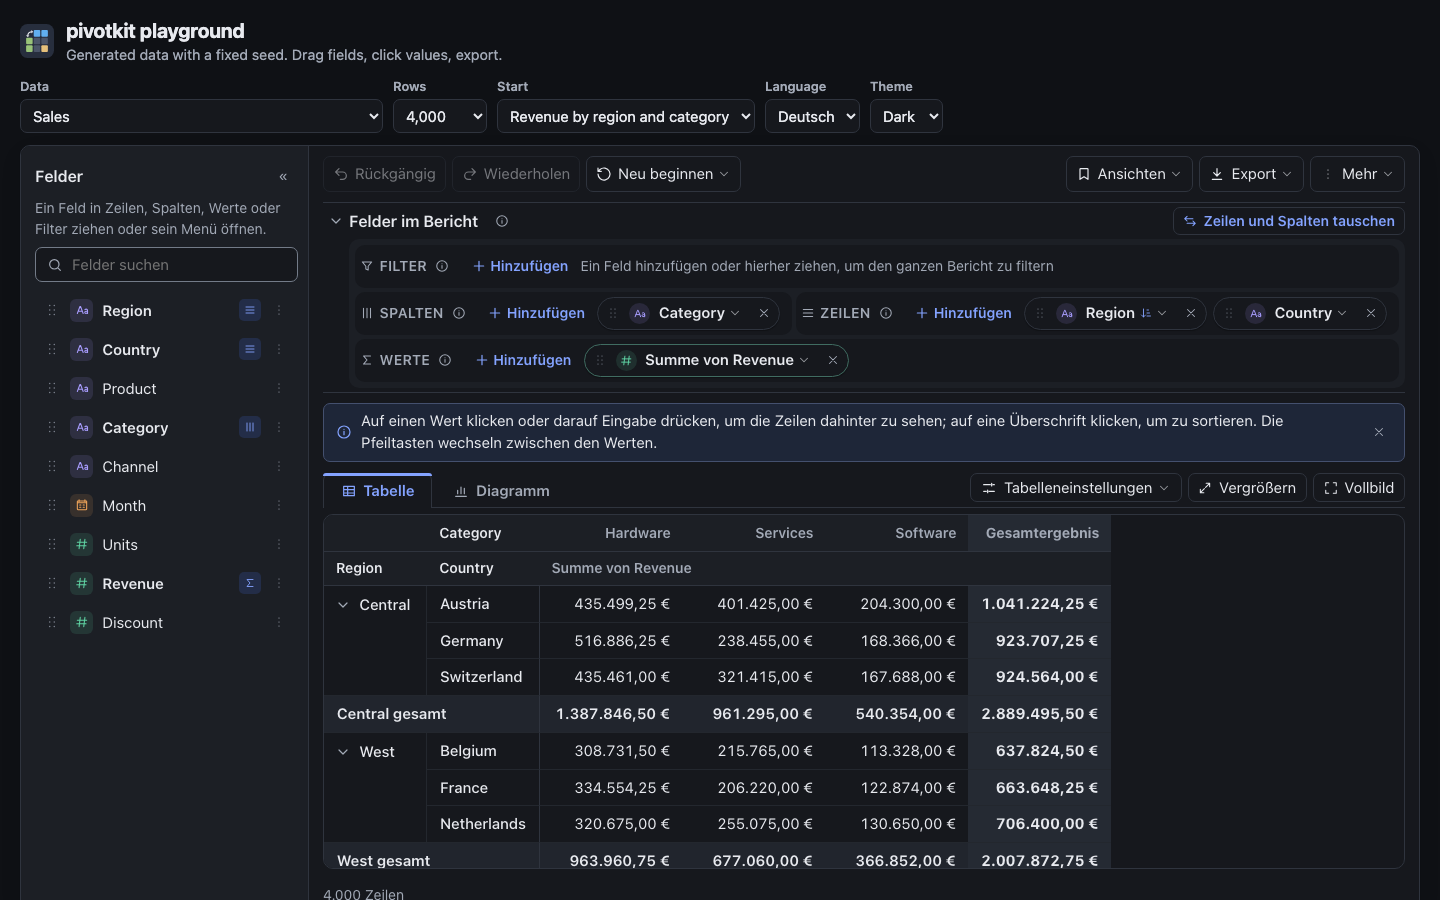 pivotkit playground
Generated data with a fixed seed. Drag fields, click values, export.
Data Rows Start Language Theme
Sales 4,000 Revenue by region and category Deutsch Dark
Felder «
Ein Feld in Zeilen, Spalten, Werte oder
Filter ziehen oder sein Menü öffnen.
Felder suchen
Aa Region
Aa Country
Aa Product
Aa Category
Aa Channel
Month
# Units
# Revenue Σ
# Discount
Rückgängig Wiederholen Neu beginnen Ansichten Export Mehr
Felder im Bericht Zeilen und Spalten tauschen
FILTER + Hinzufügen Ein Feld hinzufügen oder hierher ziehen, um den ganzen Bericht zu filtern
SPALTEN + Hinzufügen Aa Category × ZEILEN + Hinzufügen Aa Region × Aa Country ×
Σ WERTE + Hinzufügen # Summe von Revenue ×
Auf einen Wert klicken oder darauf Eingabe drücken, um die Zeilen dahinter zu sehen; auf eine Überschrift klicken, um zu sortieren. Die
Pfeiltasten wechseln zwischen den Werten.
Tabelle Diagramm Tabelleneinstellungen Vergrößern Vollbild
Category Hardware Services Software Gesamtergebnis
Region Country Summe von Revenue
Central Austria 435.499,25 € 401.425,00 € 204.300,00 € 1.041.224,25 €
Germany 516.886,25 € 238.455,00 € 168.366,00 € 923.707,25 €
Switzerland 435.461,00 € 321.415,00 € 167.688,00 € 924.564,00 €
Central gesamt 1.387.846,50 € 961.295,00 € 540.354,00 € 2.889.495,50 €
West Belgium 308.731,50 € 215.765,00 € 113.328,00 € 637.824,50 €
France 334.554,25 € 206.220,00 € 122.874,00 € 663.648,25 €
Netherlands 320.675,00 € 255.075,00 € 130.650,00 € 706.400,00 €
West gesamt 963.960,75 € 677.060,00 € 366.852,00 € 2.007.872,75 €
4.000 Zeilen